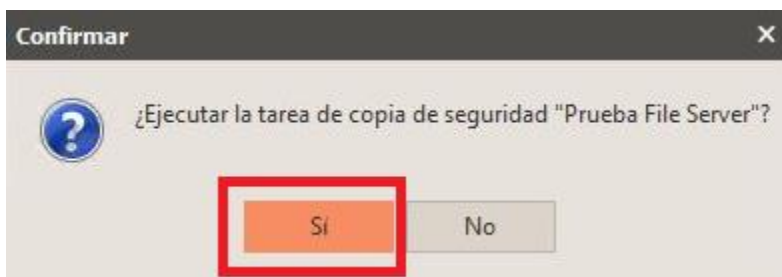 Confirmar
¿Ejecutar la tarea de copia de seguridad "Prueba File Server"?
Sí
No